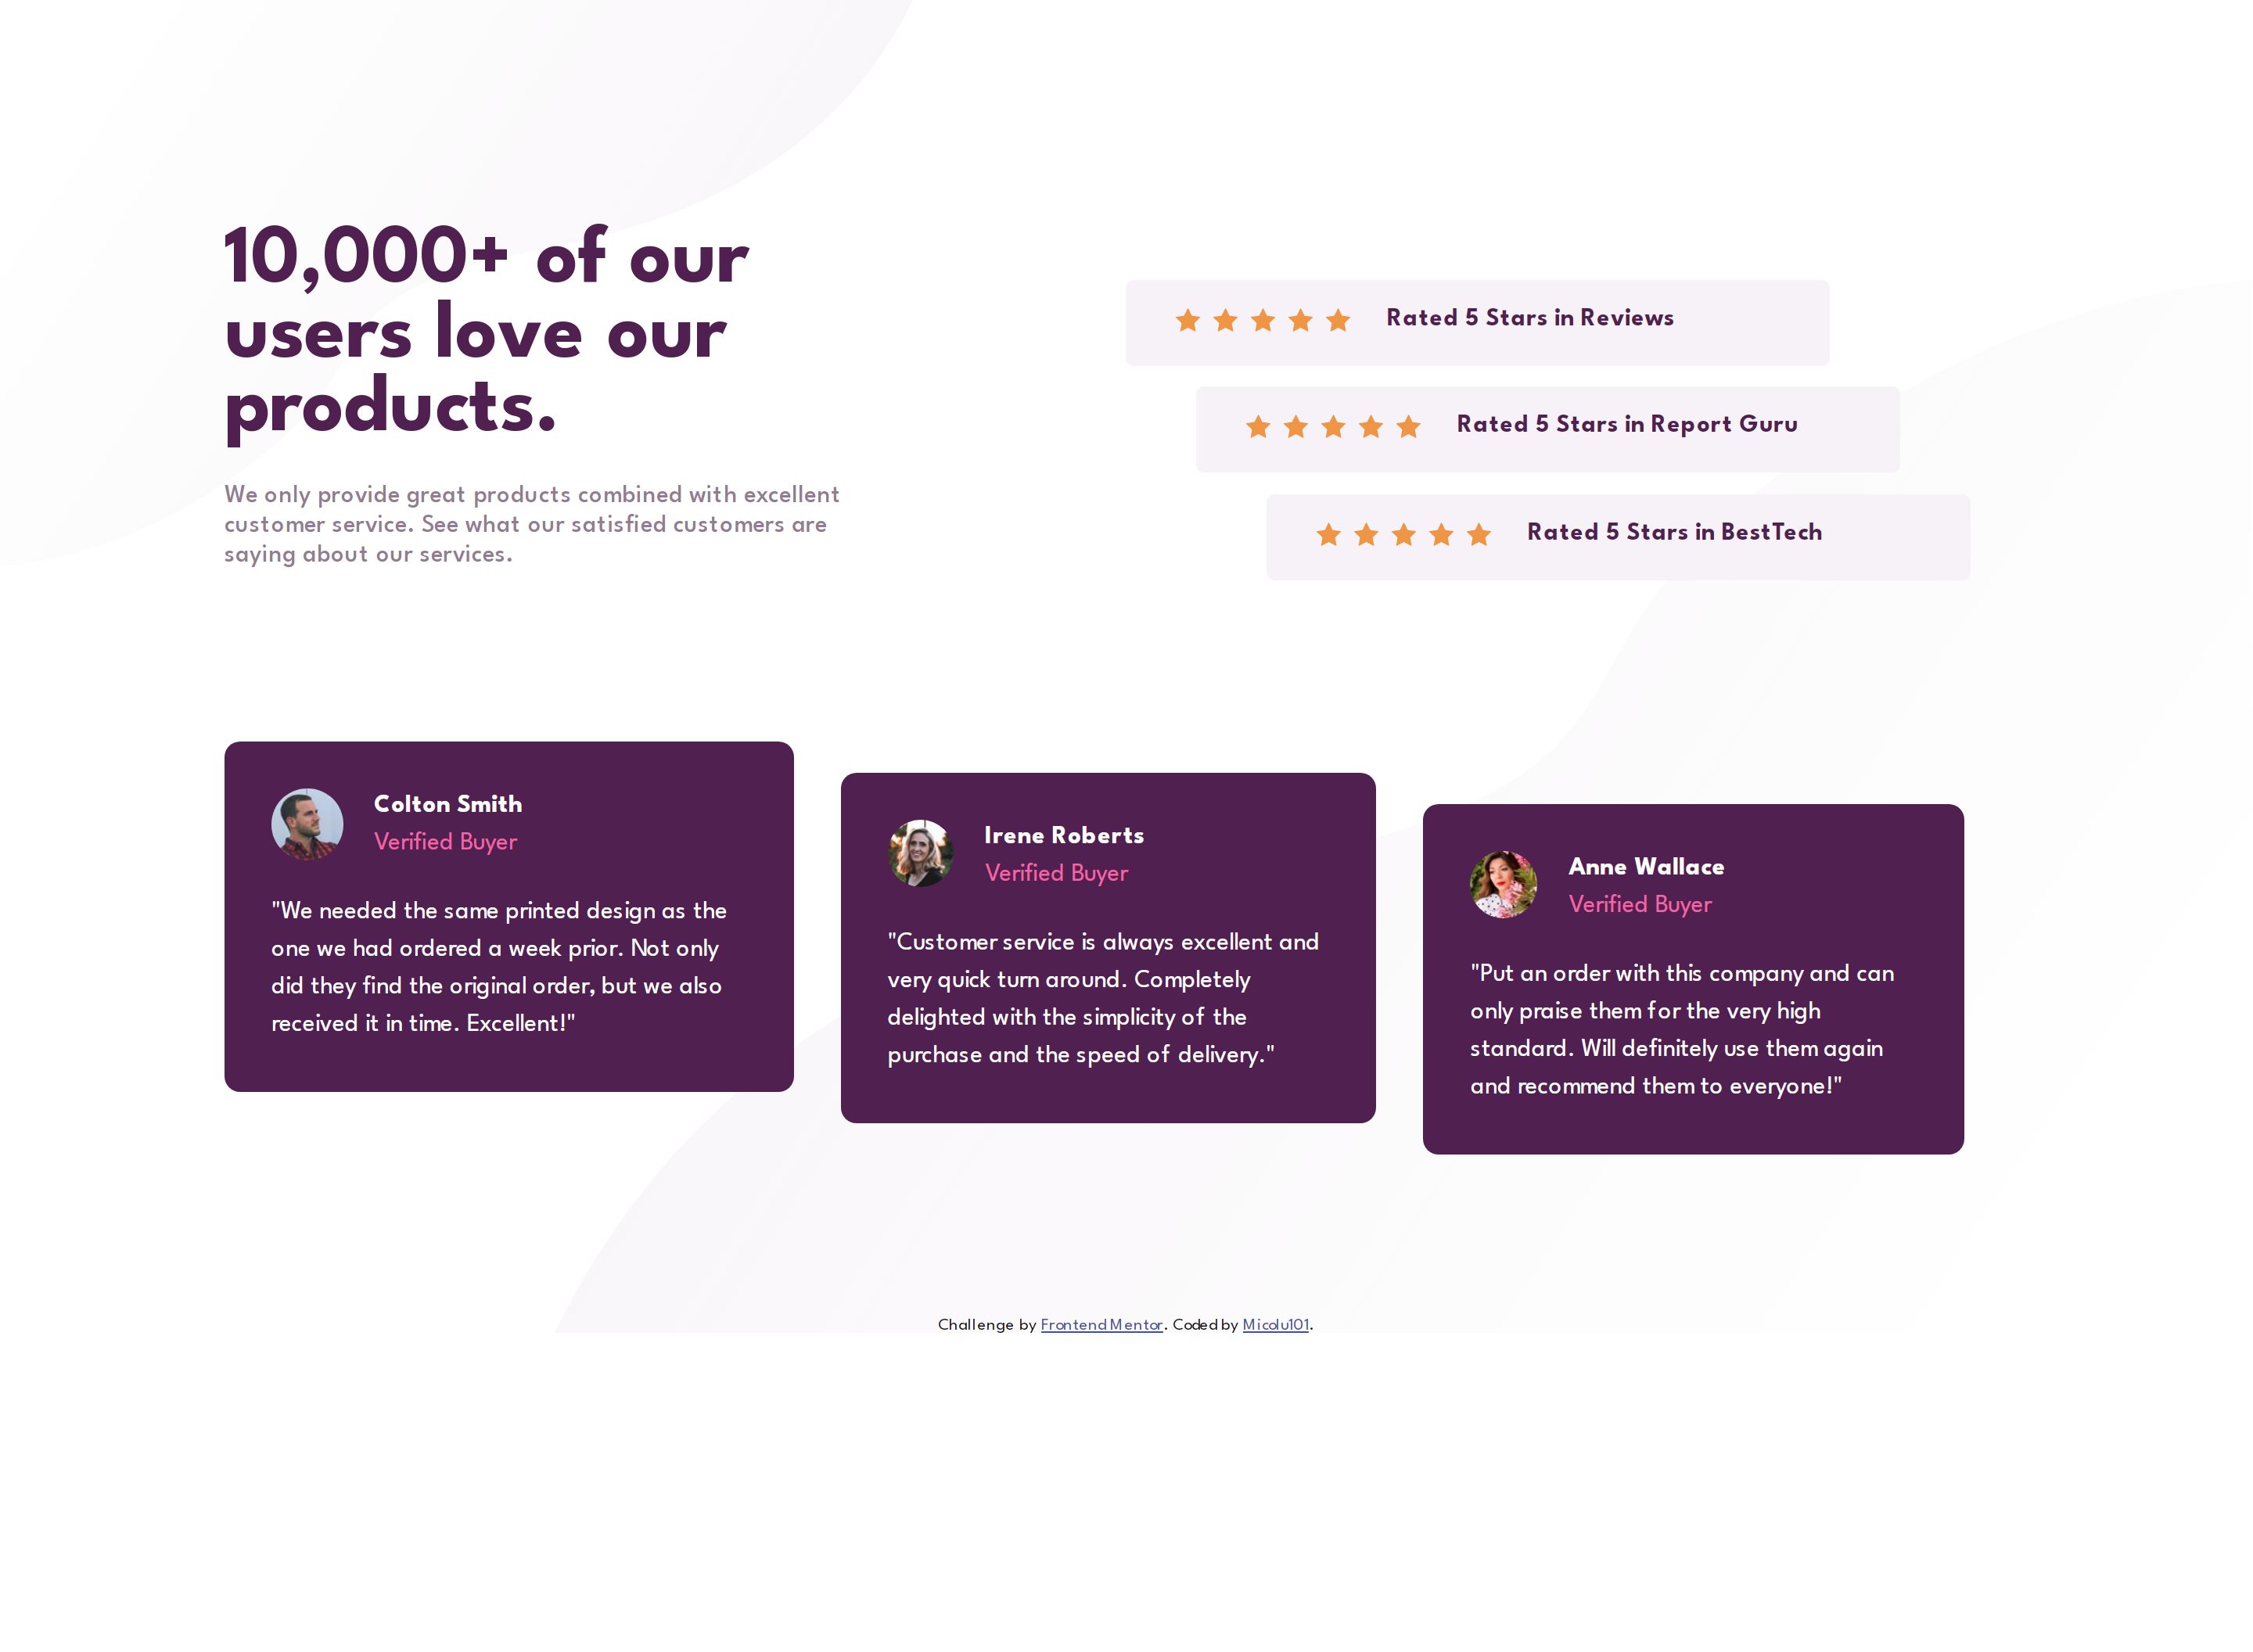 10,000+ of our
users love our
products.
We only provide great products combined with excellent
customer service. See what our satisfied customers are
saying about our services.
Rated 5 Stars in Reviews
Rated 5 Stars in Report Guru
Rated 5 Stars in BestTech
Colton Smith
Verified Buyer
"We needed the same printed design as the
one we had ordered a week prior. Not only
did they find the original order, but we also
received it in time. Excellent!"
Irene Roberts
Verified Buyer
"Customer service is always excellent and
very quick turn around. Completely
delighted with the simplicity of the
purchase and the speed of delivery."
Anne Wallace
Verified Buyer
"Put an order with this company and can
only praise them for the very high
standard. Will definitely use them again
and recommend them to everyone!"
Challenge by Frontend Mentor. Coded by Micolu101.